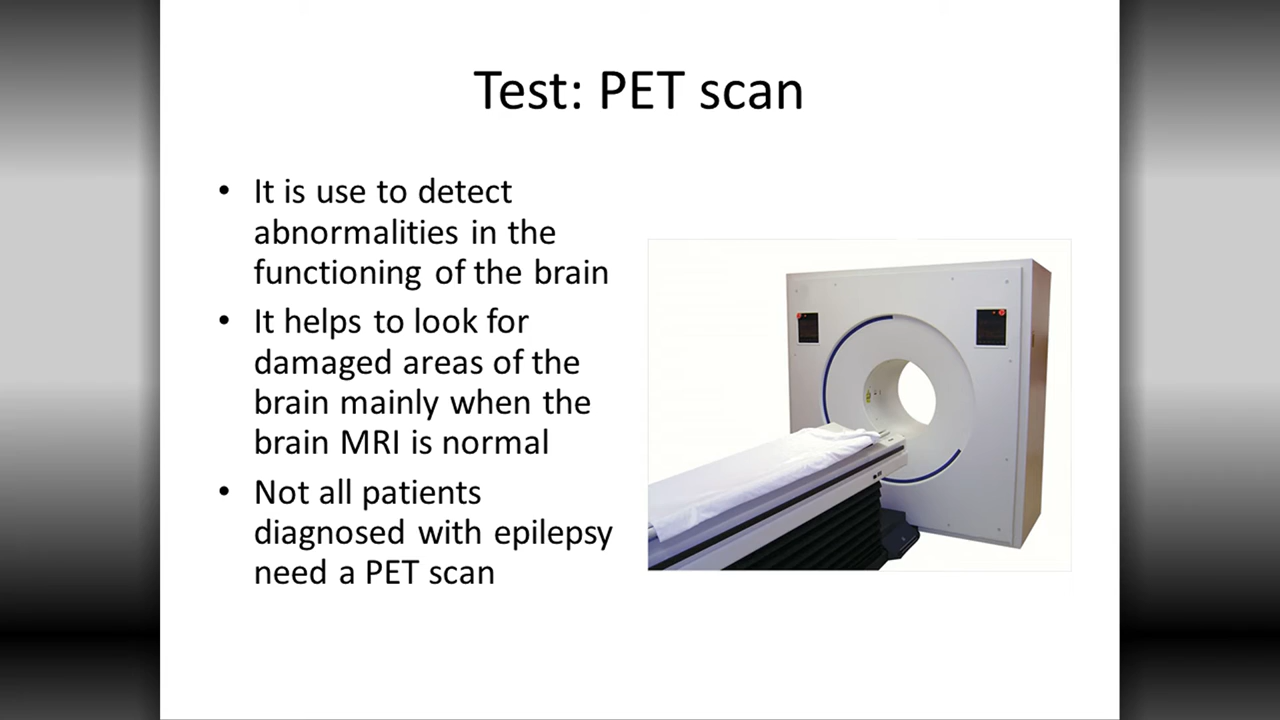 Test: PET scan
• It is use to detect
abnormalities in the
functioning of the brain
• It helps to look for
damaged areas of the
brain mainly when the
brain MRI is normal
• Not all patients
diagnosed with epilepsy
need a PET scan